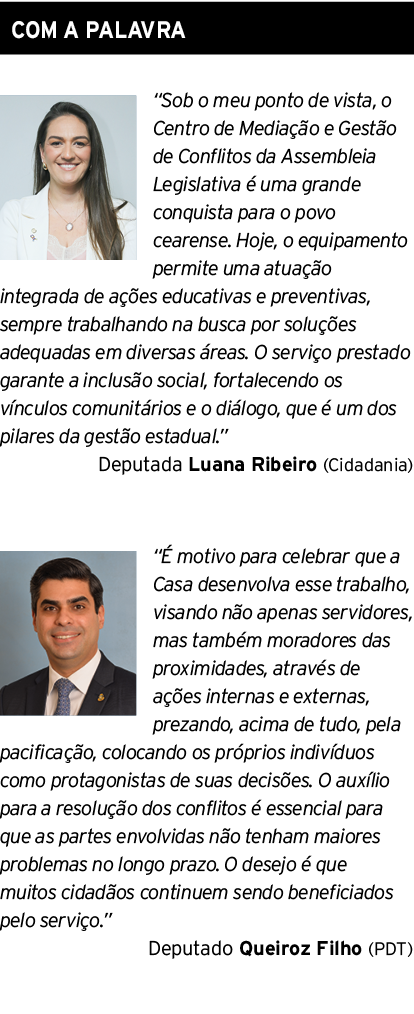 COM A PALAVRA
“Sob o meu ponto de vista, o
Centro de Mediação e Gestão
de Conflitos da Assembleia
Legislativa é uma grande
conquista para o povo
cearense. Hoje, o equipamento
permite uma atuação
integrada de ações educativas e preventivas,
sempre trabalhando na busca por soluções
adequadas em diversas áreas. O serviço prestado
garante a inclusão social, fortalecendo os
vínculos comunitários e o diálogo, que é um dos
pilares da gestão estadual.”
Deputada Luana Ribeiro (Cidadania)
“É motivo para celebrar que a
Casa desenvolva esse trabalho,
visando não apenas servidores,
mas também moradores das
proximidades, através de
ações internas e externas,
prezando, acima de tudo, pela
pacificação, colocando os próprios indivíduos
como protagonistas de suas decisões. O auxílio
para a resolução dos conflitos é essencial para
que as partes envolvidas não tenham maiores
problemas no longo prazo. O desejo é que
muitos cidadãos continuem sendo beneficiados
pelo serviço.”
Deputado Queiroz Filho (PDT)